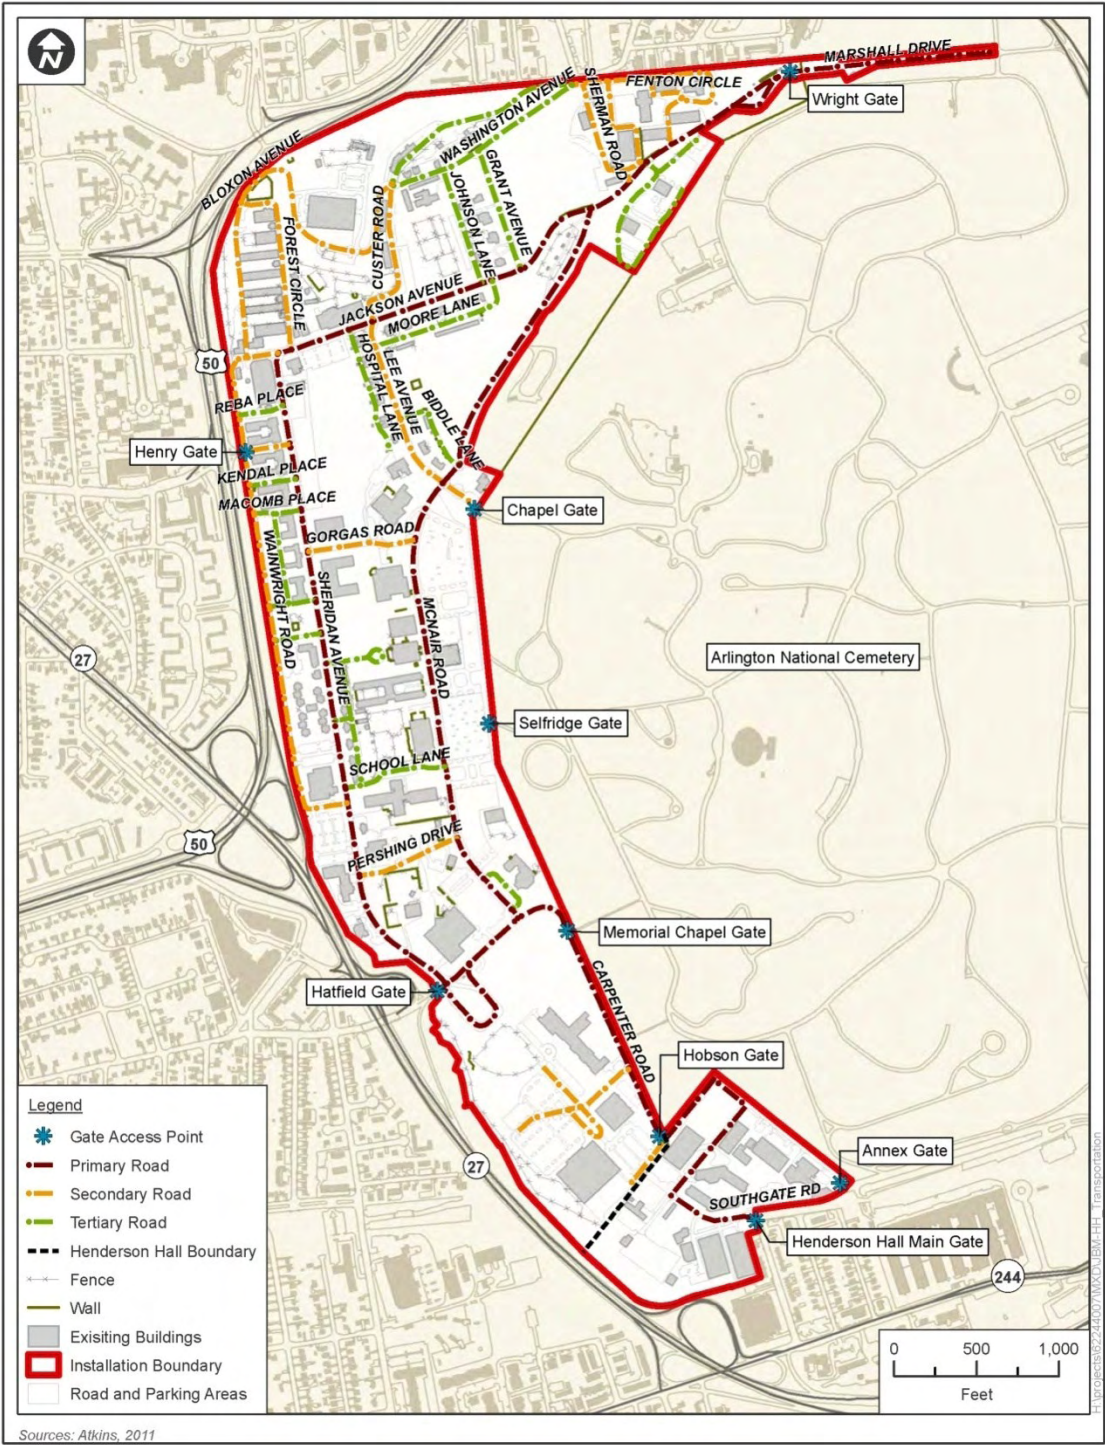 N
MARSHALL DRIVE
FENTON CIRCLE
Wright Gate
SHERMAN ROAD
WASHINGTON AVENUE
BLOXON AVENUE
GRANT AVENUE
JOHNSON LANE
CUSTER ROAD
FOREST CIRCLE
JACKSON AVENUE
MOORE LANE
50
HOSPITAL LANE
LEE AVENUE
BIDDLE LANE
REBA PLACE
Henry Gate
KENDAL PLACE
MACOMB PLACE
Chapel Gate
GORGAS ROAD
WAINWRIGHT ROAD
SHERIDAN AVENUE
MCNAIR ROAD
27
Arlington National Cemetery
Selfridge Gate
SCHOOL LANE
50
PERSHING DRIVE
Memorial Chapel Gate
Hatfield Gate
CARPENTER ROAD
Hobson Gate
Annex Gate
27
SOUTHGATE RD
Henderson Hall Main Gate
244
Legend
Gate Access Point
Primary Road
Secondary Road
Tertiary Road
Henderson Hall Boundary
Fence
Wall
Exisiting Buildings
Installation Boundary
Road and Parking Areas
0 500 1,000
Feet
H:\projects\62244007\MXD\JBM-HH_Transportation
Sources: Atkins, 2011